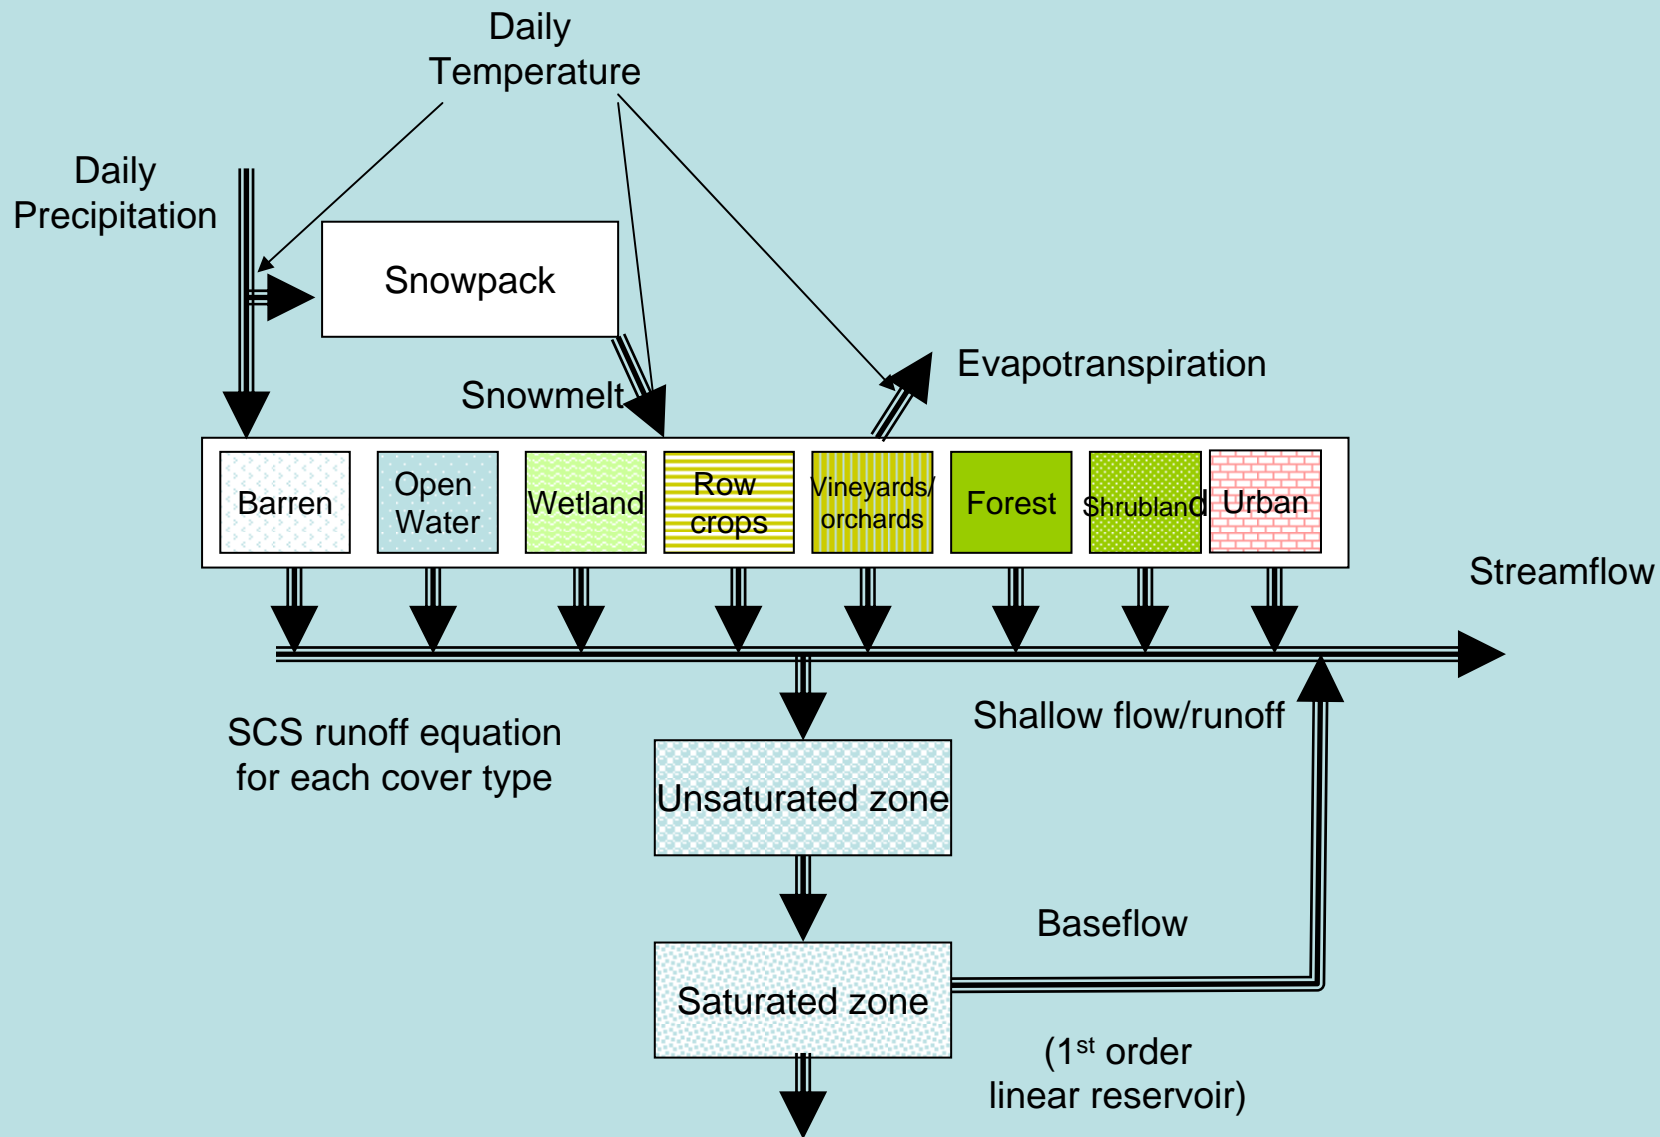 Daily
Temperature
Daily
Precipitation
Snowpack
Snowmelt
Evapotranspiration
Barren
Open
Water
Wetland
Row
crops
Vineyards/
orchards
Forest
Shrubland
Urban
Streamflow
SCS runoff equation
for each cover type
Shallow flow/runoff
Unsaturated zone
Baseflow
Saturated zone
(1st order
linear reservoir)